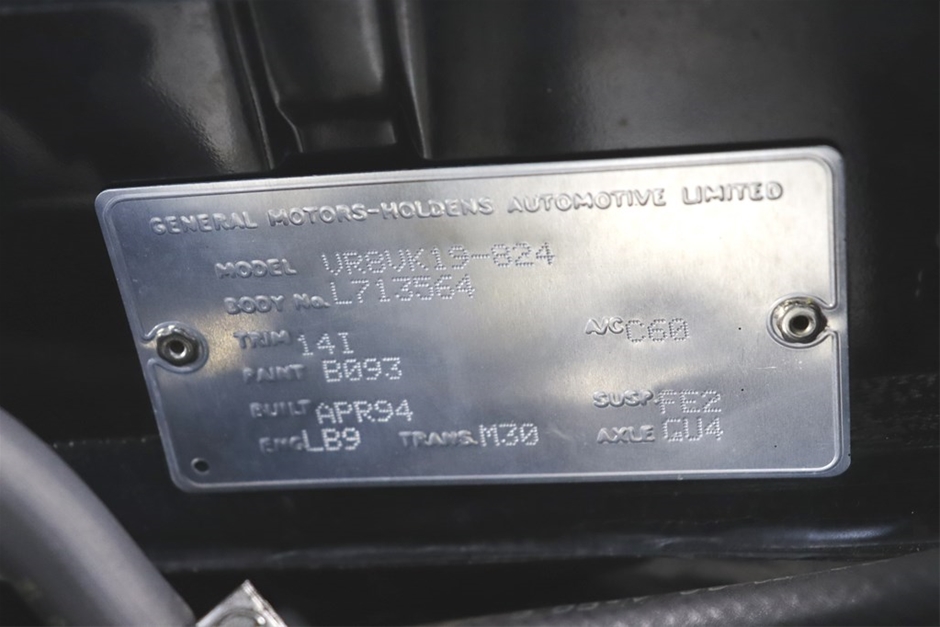 GENERAL MOTORS-HOLDENS AUTOMOTIVE LIMITED
MODEL VR8VK19-824
BODY No. L713564
TRIM 14I
A/C C60
PAINT B093
BUILT APR94
SUSP. FE2
ENG LB9 TRANS. M30 AXLE GU4